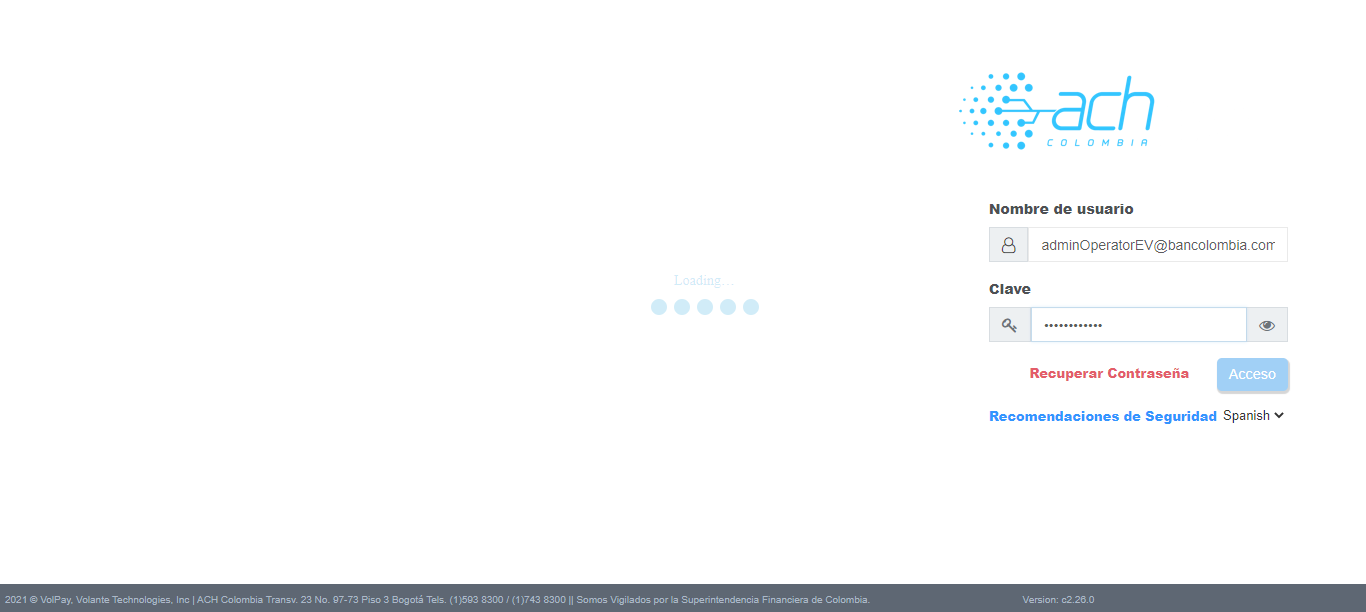 ach
COLOMBIA
Nombre de usuario
adminOperatorEV@bancolombia.com
Loading...
Clave
••••••••••••
Recuperar Contraseña
Acceso
Recomendaciones de Seguridad Spanish
2021 © VolPay, Volante Technologies, Inc | ACH Colombia Transv. 23 No. 97-73 Piso 3 Bogotá Tels. (1)593 8300 / (1)743 8300 || Somos Vigilados por la Superintendencia Financiera de Colombia. Version: c2.26.0